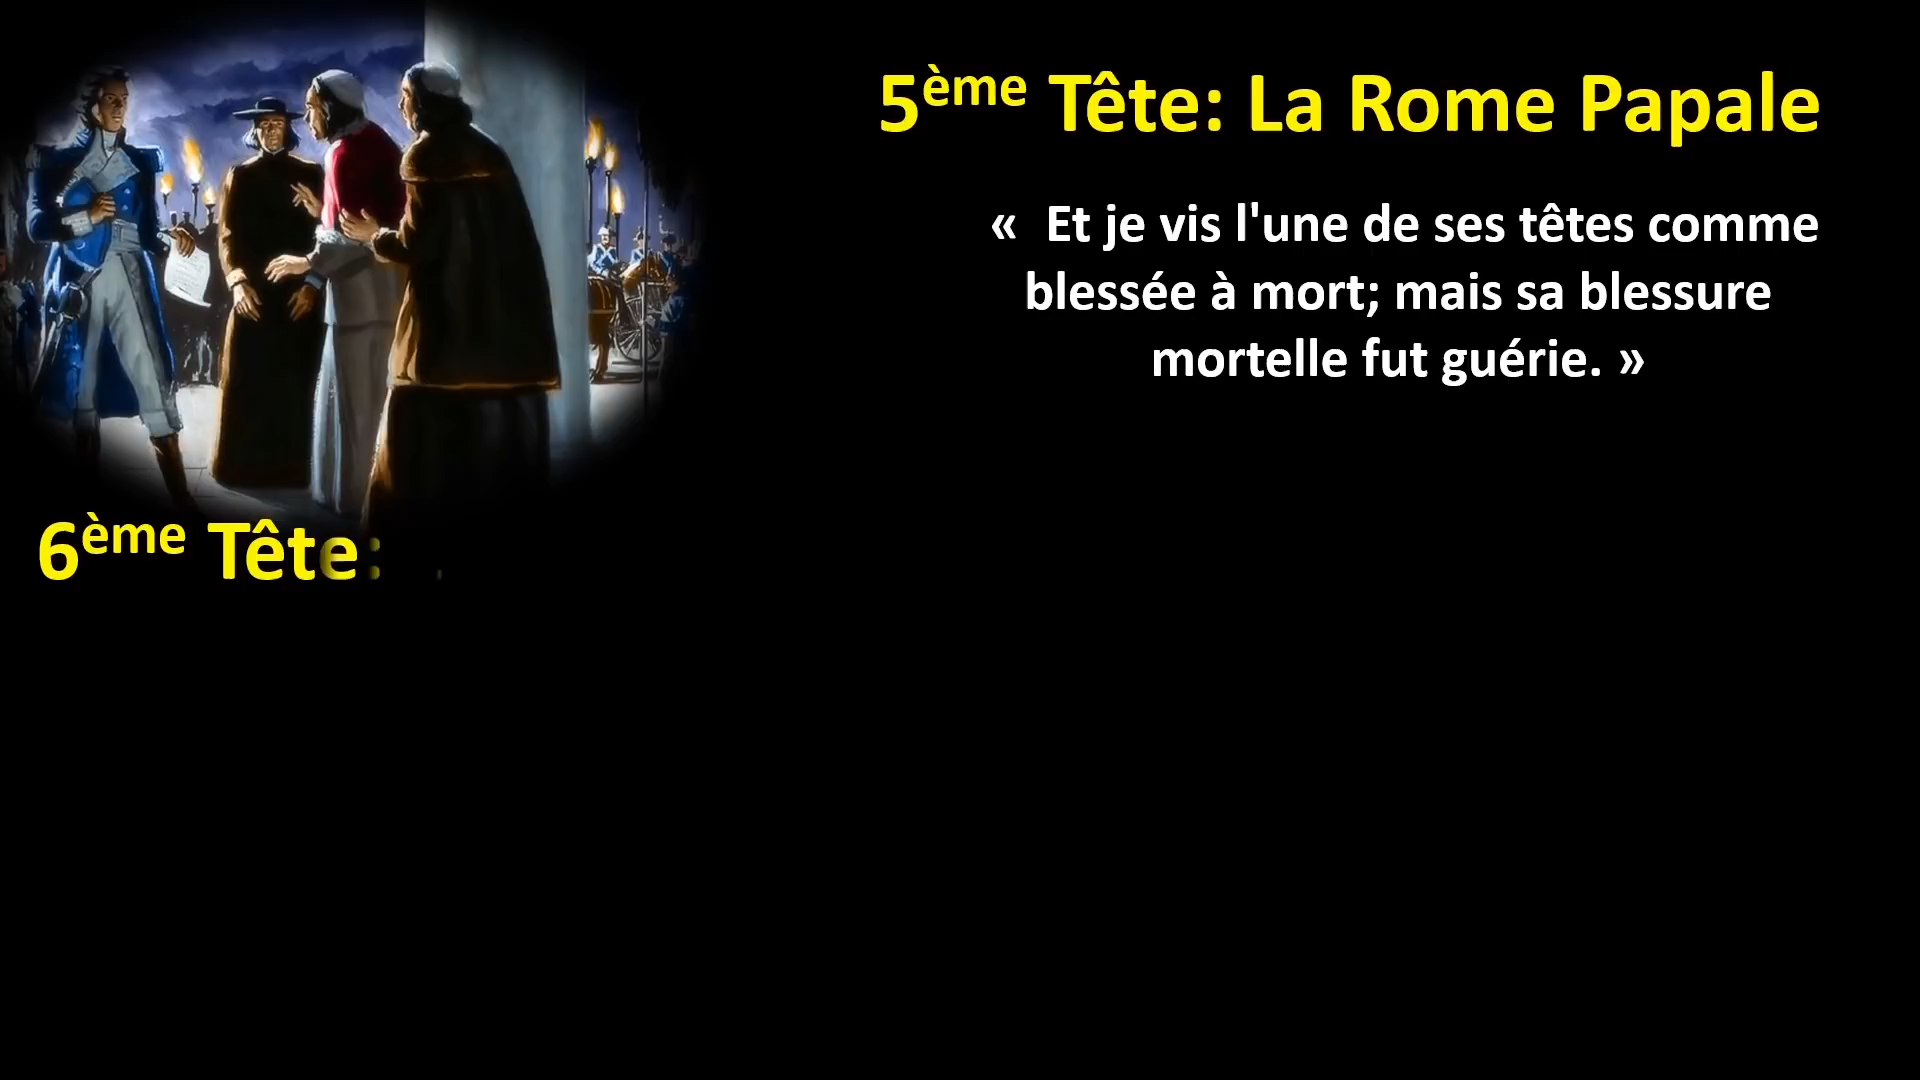 5ème Tête: La Rome Papale
«  Et je vis l'une de ses têtes comme
blessée à mort; mais sa blessure
mortelle fut guérie. »
6ème Tête: